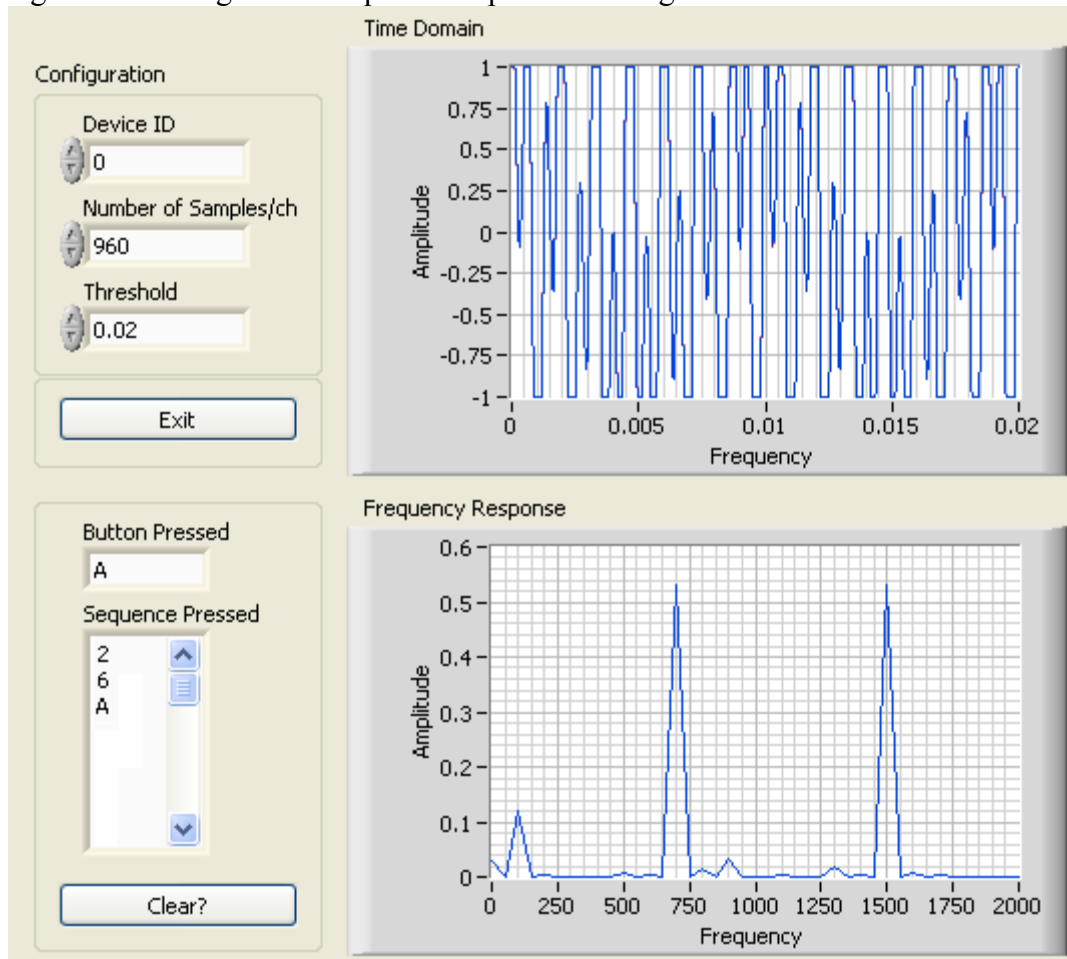 Time Domain
Configuration
Device ID
0
Number of Samples/ch
960
Threshold
0.02
Exit
1
0.75
0.5
0.25
0
-0.25
-0.5
-0.75
-1
Amplitude
0 0.005 0.01 0.015 0.02
Frequency
Button Pressed
A
Sequence Pressed
2
6
A
Clear?
Frequency Response
0.6
0.5
0.4
0.3
0.2
0.1
0
Amplitude
0 250 500 750 1000 1250 1500 1750 2000
Frequency